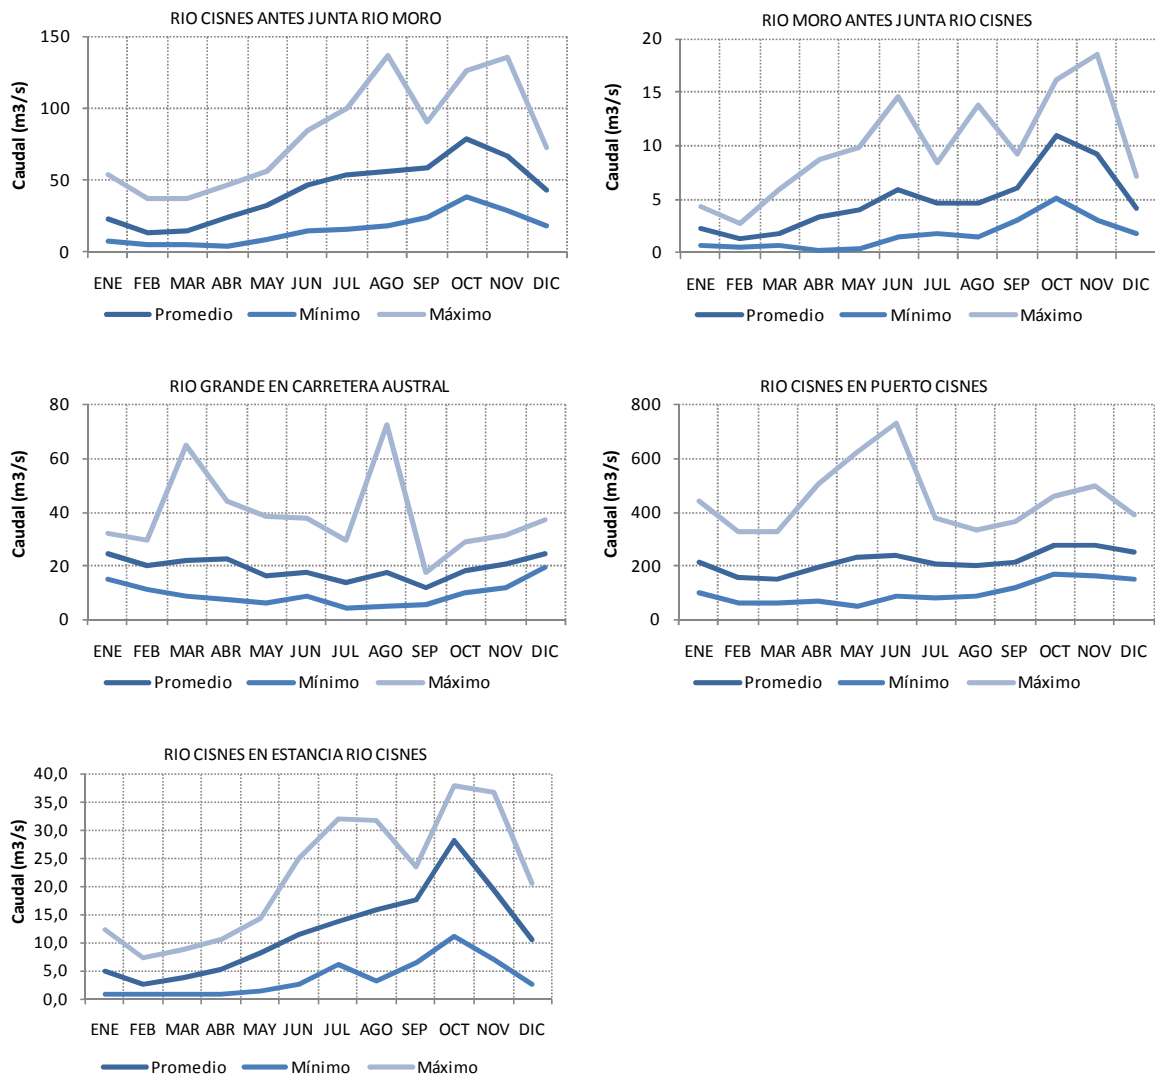 RIO CISNES ANTES JUNTA RIO MORO
Caudal (m3/s)
150
100
50
0
ENE FEB MAR ABR MAY JUN JUL AGO SEP OCT NOV DIC
Promedio Mínimo Máximo
RIO MORO ANTES JUNTA RIO CISNES
Caudal (m3/s)
20
15
10
5
0
ENE FEB MAR ABR MAY JUN JUL AGO SEP OCT NOV DIC
Promedio Mínimo Máximo
RIO GRANDE EN CARRETERA AUSTRAL
Caudal (m3/s)
80
60
40
20
0
ENE FEB MAR ABR MAY JUN JUL AGO SEP OCT NOV DIC
Promedio Mínimo Máximo
RIO CISNES EN PUERTO CISNES
Caudal (m3/s)
800
600
400
200
0
ENE FEB MAR ABR MAY JUN JUL AGO SEP OCT NOV DIC
Promedio Mínimo Máximo
RIO CISNES EN ESTANCIA RIO CISNES
Caudal (m3/s)
40,0
35,0
30,0
25,0
20,0
15,0
10,0
5,0
0,0
ENE FEB MAR ABR MAY JUN JUL AGO SEP OCT NOV DIC
Promedio Mínimo Máximo